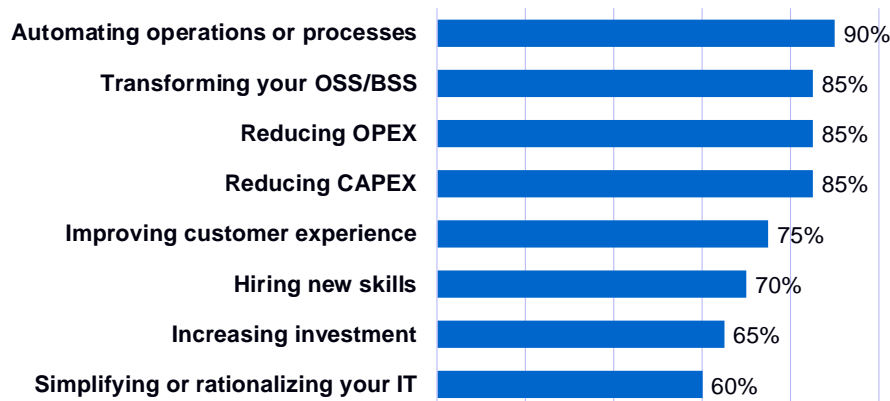 Automating operations or processes 90%
Transforming your OSS/BSS 85%
Reducing OPEX 85%
Reducing CAPEX 85%
Improving customer experience 75%
Hiring new skills 70%
Increasing investment 65%
Simplifying or rationalizing your IT 60%